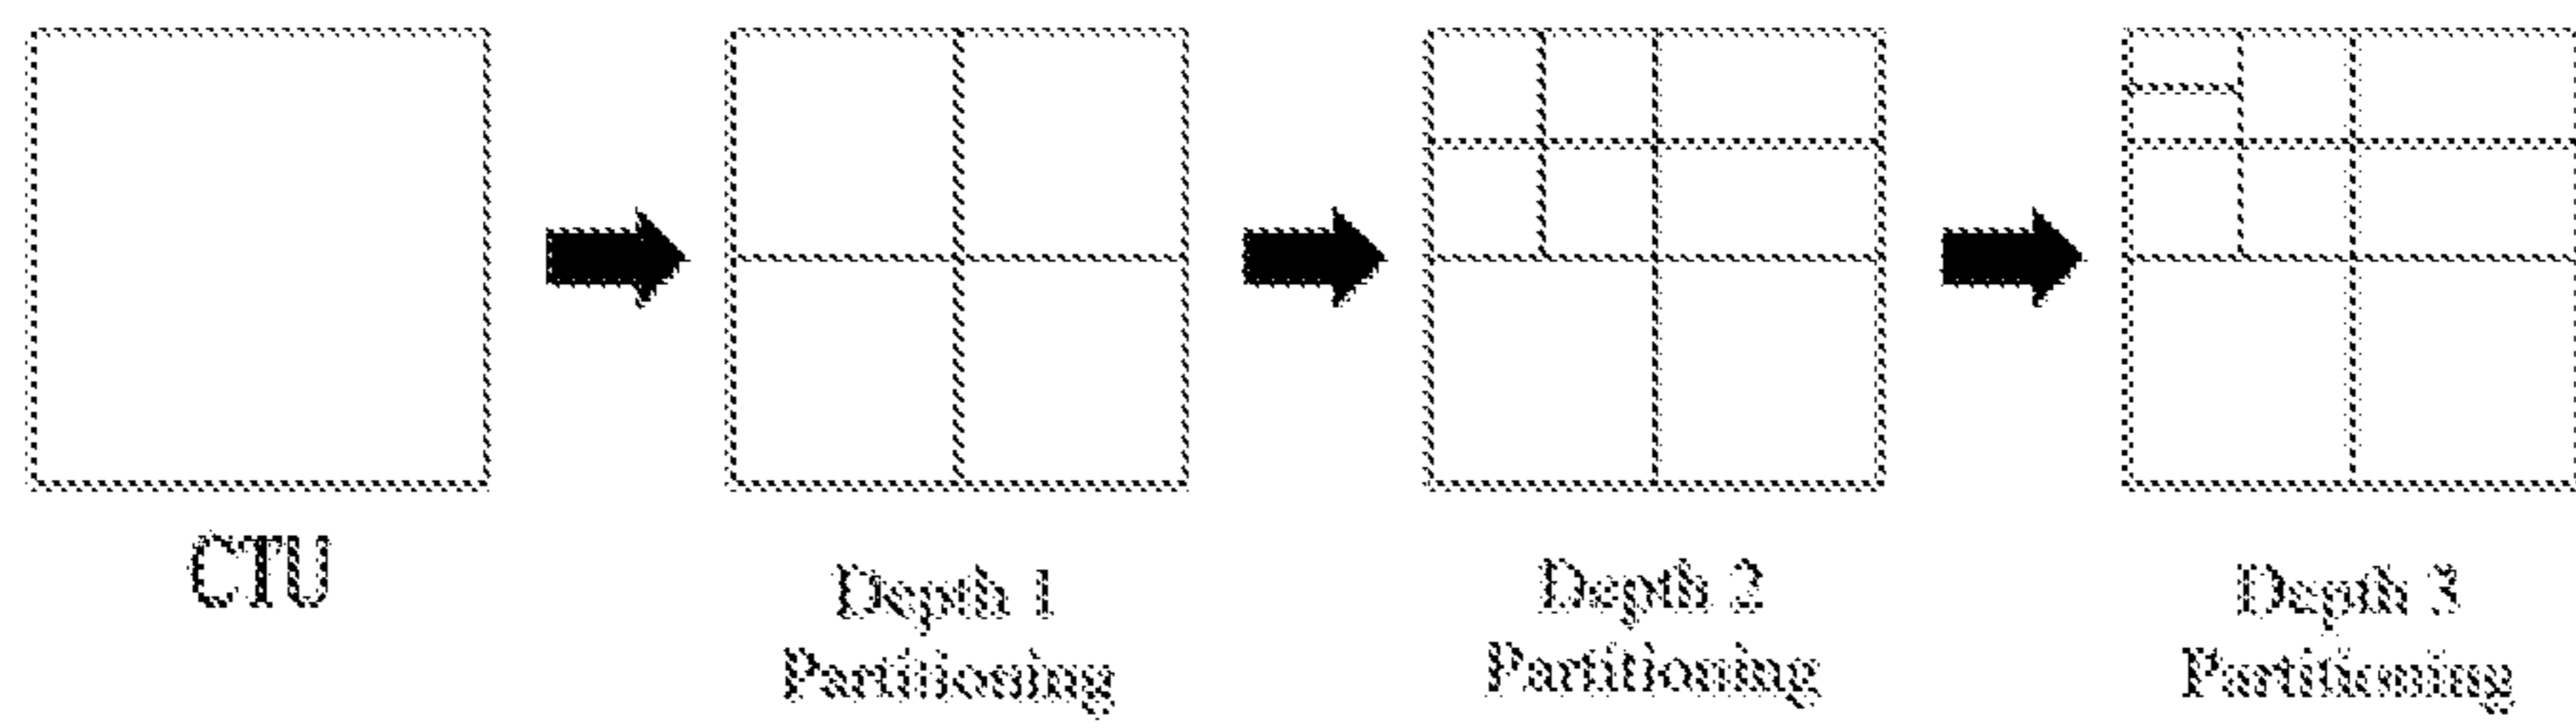 CTU
Depth 1
Partitioning
Depth 2
Partitioning
Depth 3
Partitioning